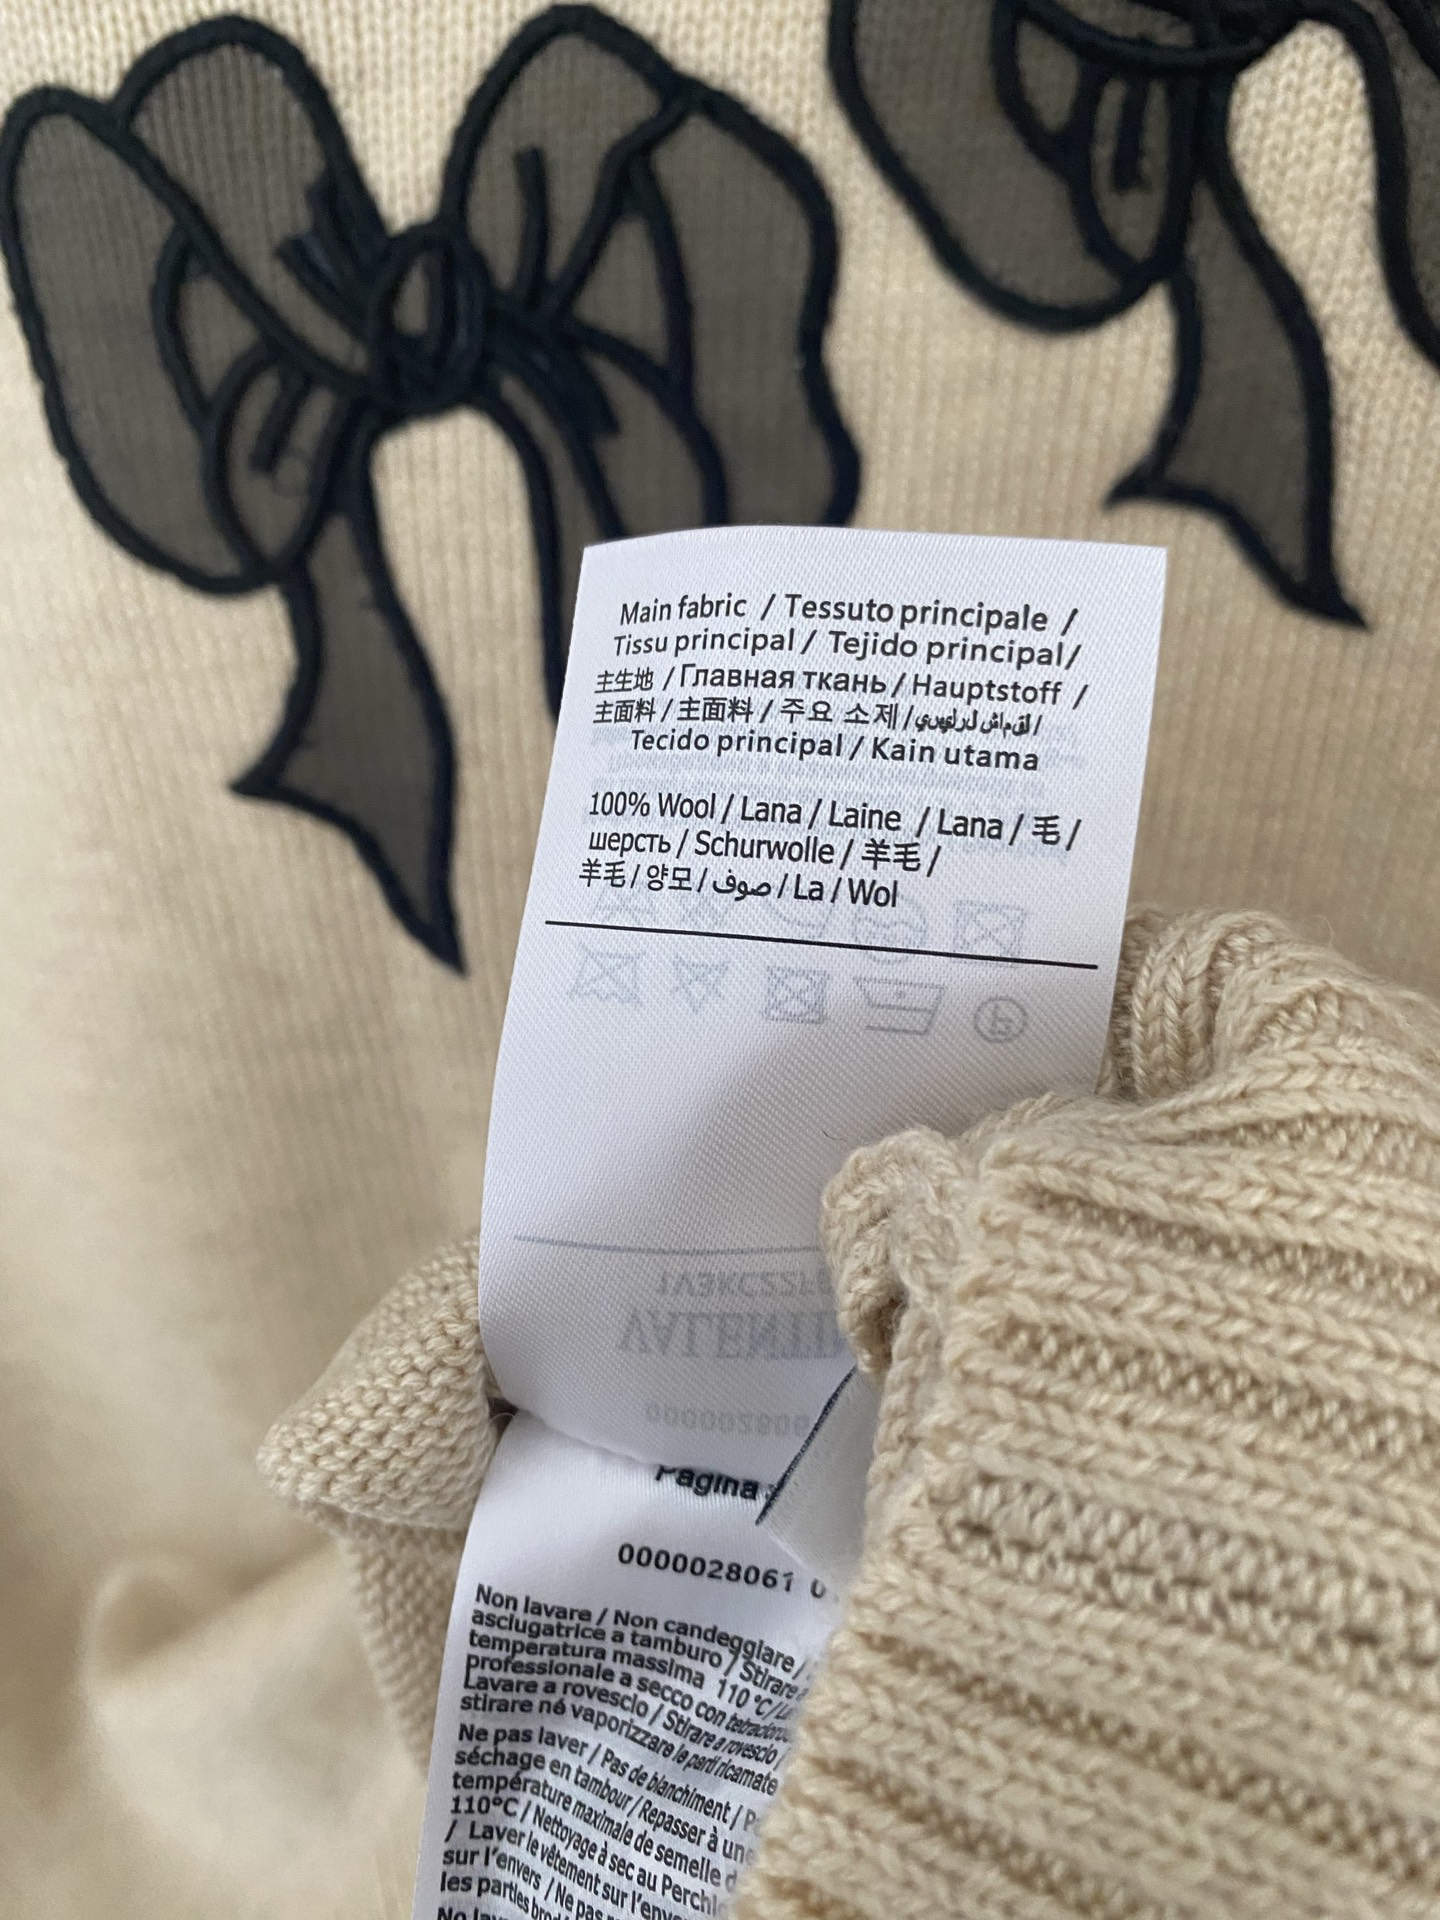 Main fabric / Tessuto principale /
Tissu principal / Tejido principal/
主生地 / Главная ткань / Hauptstoff /
主面料 / 主面料 / 주요 소제 /
Tecido principal / Kain utama
100% Wool / Lana / Laine / Lana / 毛 /
шерсть / Schurwolle / 羊毛 /
羊毛 / 양모 / صوف / La / Wol
VALENTI
Pagina
0000028061 0
Non lavare / Non candeggiare /
asciugatrice a tamburo / Stirare
temperatura massima 110 °C /
professionale a secco con
Lavare a rovescio / Stirare a rovescio /
stirare né vaporizzare le parti ricamate
Ne pas laver / Pas de blanchiment /
séchage en tambour / Repasser à une
température maximale de semelle
110°C / Nettoyage à sec au
/ Laver le vêtement sur l'
sur l'envers / Ne pas
les parties